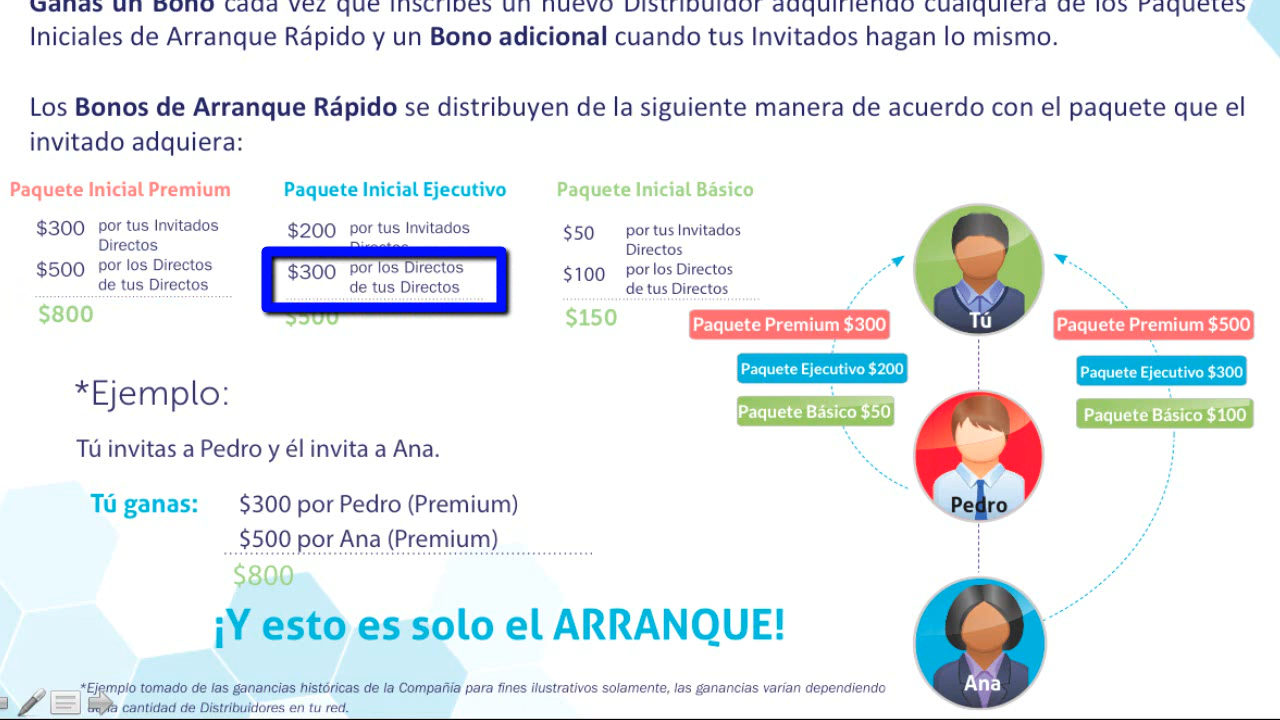 Ganas un Bono cada vez que inscribes un nuevo Distribuidor adquiriendo cualquiera de los Paquetes
Iniciales de Arranque Rápido y un Bono adicional cuando tus Invitados hagan lo mismo.
Los Bonos de Arranque Rápido se distribuyen de la siguiente manera de acuerdo con el paquete que el
invitado adquiera:
Paquete Inicial Premium
$300 por tus Invitados
Directos
$500 por los Directos
de tus Directos
$800
Paquete Inicial Ejecutivo
$200 por tus Invitados
Directos
$300 por los Directos
de tus Directos
$500
Paquete Inicial Básico
$50 por tus Invitados
Directos
$100 por los Directos
de tus Directos
$150
*Ejemplo:
Tú invitas a Pedro y él invita a Ana.
Tú ganas: $300 por Pedro (Premium)
$500 por Ana (Premium)
$800
¡Y esto es solo el ARRANQUE!
Tú
Paquete Premium $300
Paquete Ejecutivo $200
Paquete Básico $50
Paquete Premium $500
Paquete Ejecutivo $300
Paquete Básico $100
Pedro
Ana
*Ejemplo tomado de las ganancias históricas de la Compañía para fines ilustrativos solamente, las ganancias varían dependiendo
de la cantidad de Distribuidores en tu red.